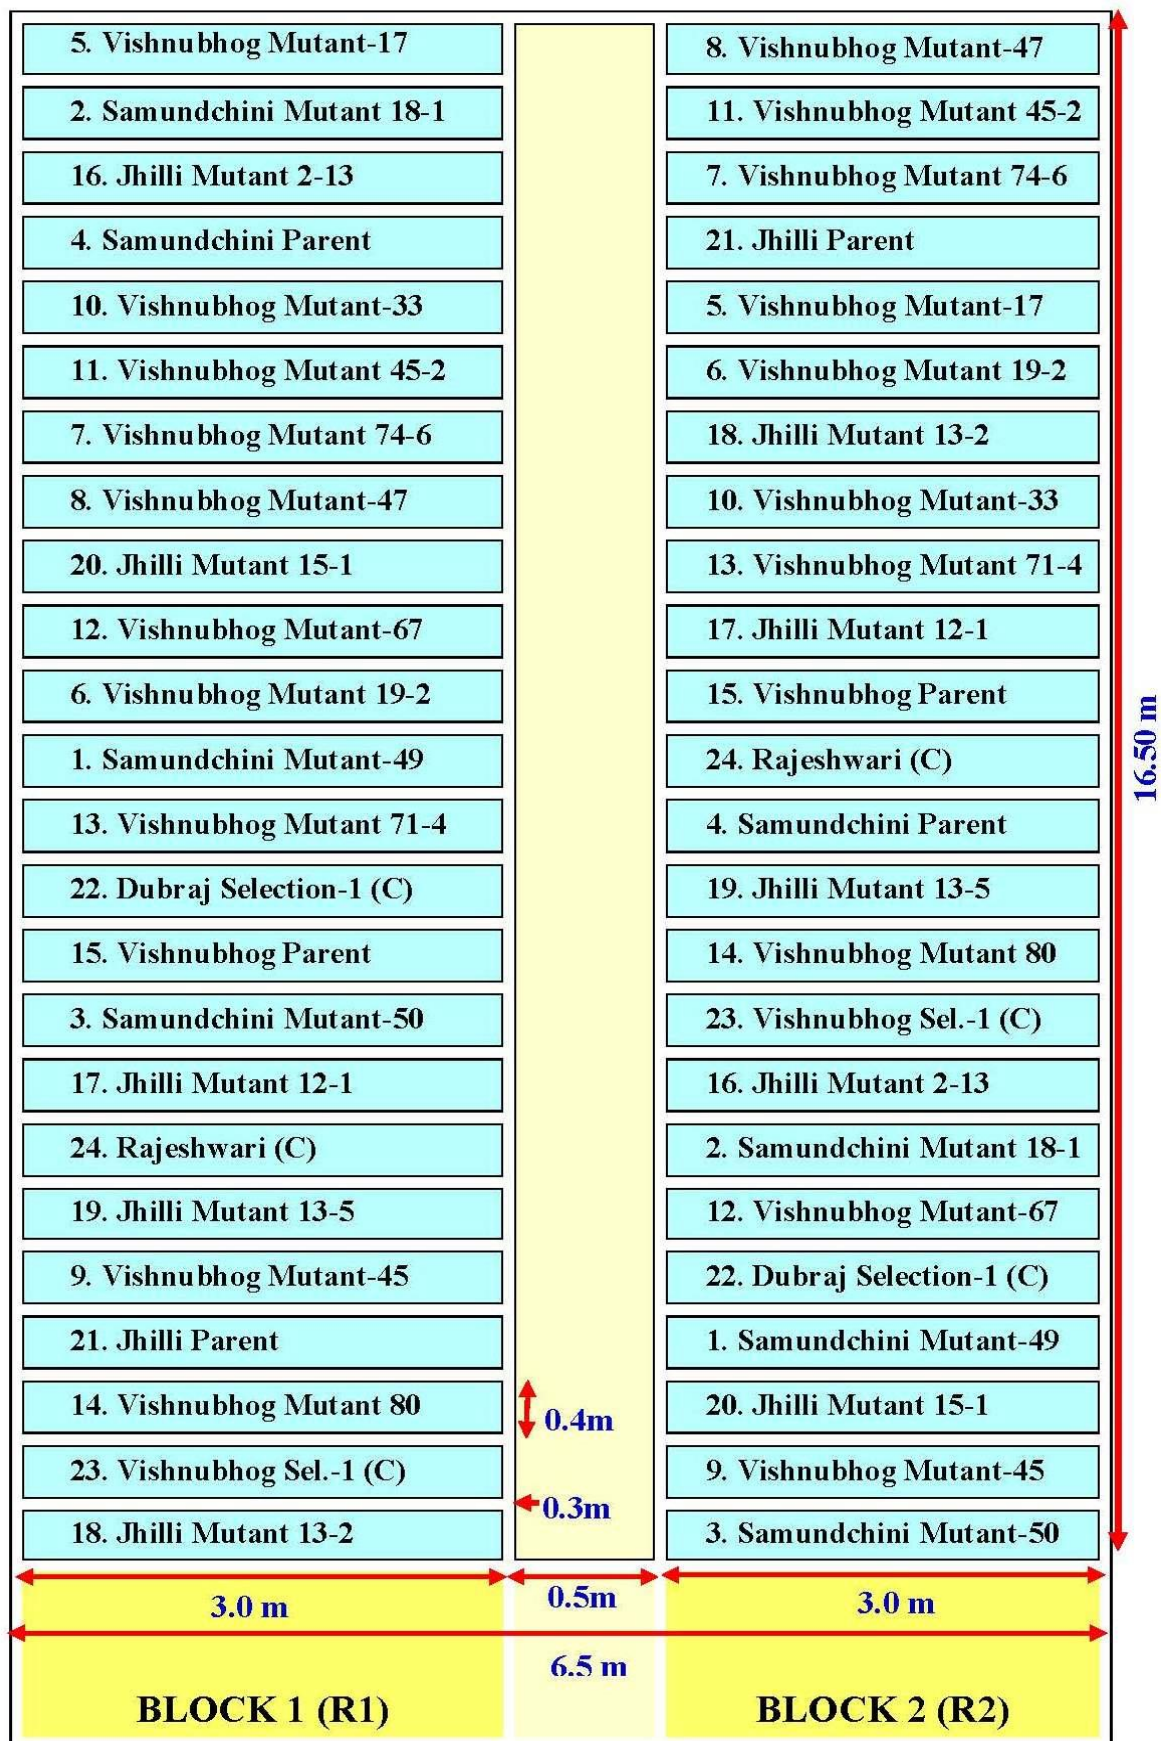 5. Vishnubhog Mutant-17
2. Samundchini Mutant 18-1
16. Jhilli Mutant 2-13
4. Samundchini Parent
10. Vishnubhog Mutant-33
11. Vishnubhog Mutant 45-2
7. Vishnubhog Mutant 74-6
8. Vishnubhog Mutant-47
20. Jhilli Mutant 15-1
12. Vishnubhog Mutant-67
6. Vishnubhog Mutant 19-2
1. Samundchini Mutant-49
13. Vishnubhog Mutant 71-4
22. Dubraj Selection-1 (C)
15. Vishnubhog Parent
3. Samundchini Mutant-50
17. Jhilli Mutant 12-1
24. Rajeshwari (C)
19. Jhilli Mutant 13-5
9. Vishnubhog Mutant-45
21. Jhilli Parent
14. Vishnubhog Mutant 80
23. Vishnubhog Sel.-1 (C)
18. Jhilli Mutant 13-2
0.4m
0.3m
8. Vishnubhog Mutant-47
11. Vishnubhog Mutant 45-2
7. Vishnubhog Mutant 74-6
21. Jhilli Parent
5. Vishnubhog Mutant-17
6. Vishnubhog Mutant 19-2
18. Jhilli Mutant 13-2
10. Vishnubhog Mutant-33
13. Vishnubhog Mutant 71-4
17. Jhilli Mutant 12-1
15. Vishnubhog Parent
24. Rajeshwari (C)
4. Samundchini Parent
19. Jhilli Mutant 13-5
14. Vishnubhog Mutant 80
23. Vishnubhog Sel.-1 (C)
16. Jhilli Mutant 2-13
2. Samundchini Mutant 18-1
12. Vishnubhog Mutant-67
22. Dubraj Selection-1 (C)
1. Samundchini Mutant-49
20. Jhilli Mutant 15-1
9. Vishnubhog Mutant-45
3. Samundchini Mutant-50
16.50 m
3.0 m
0.5m
3.0 m
6.5 m
BLOCK 1 (R1)
BLOCK 2 (R2)